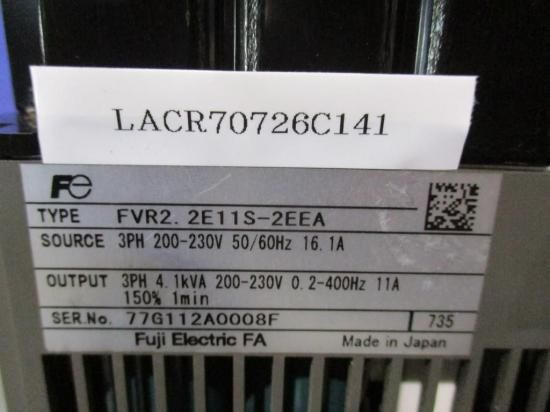 LACR70726C141
Fe
TYPE FVR2.2E11S-2EEA
SOURCE 3PH 200-230V 50/60Hz 16.1A
OUTPUT 3PH 4.1kVA 200-230V 0.2-400Hz 11A
150% 1min
SER.No. 77G112A0008F 735
Fuji Electric FA Made in Japan